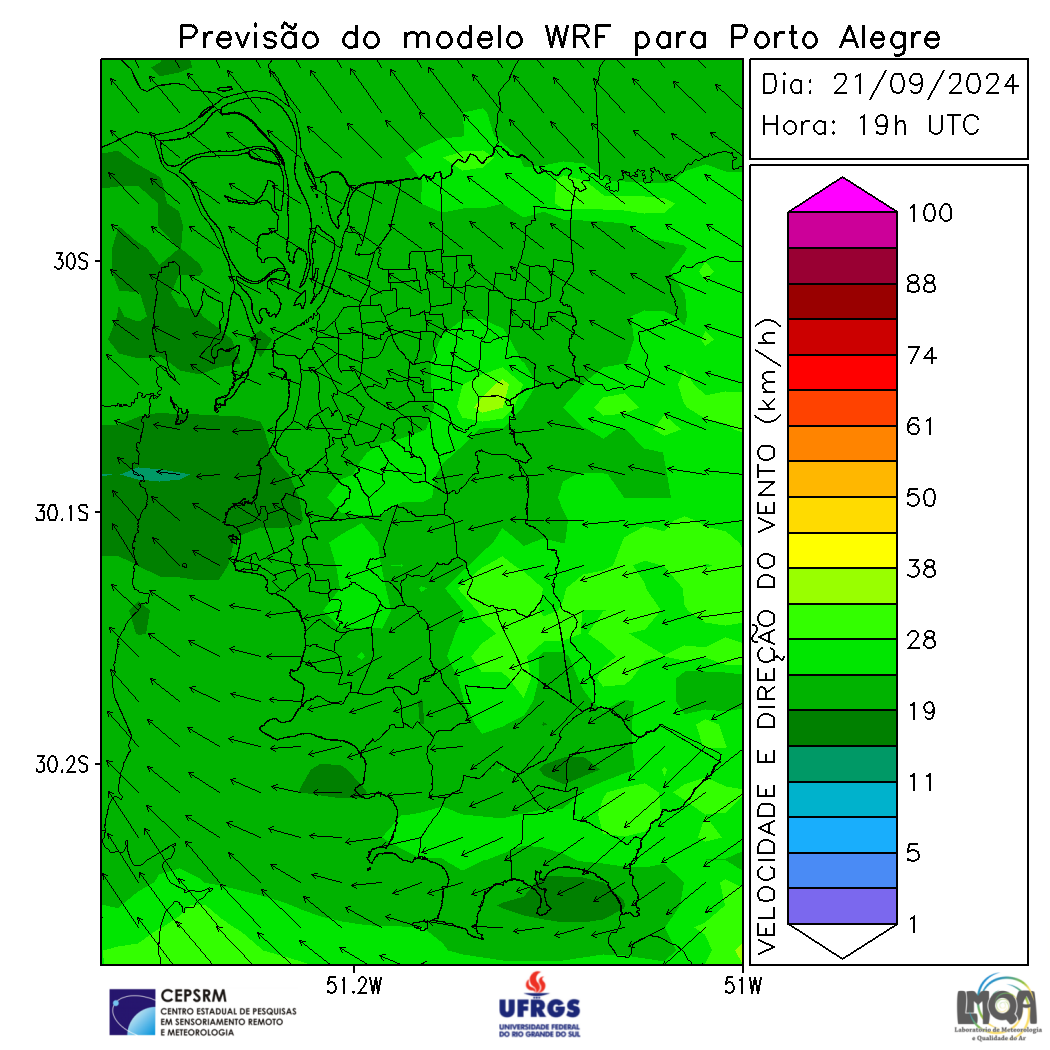 Previsão do modelo WRF para Porto Alegre
Dia: 21/09/2024
Hora: 19h UTC
30S
30.1S
30.2S
51.2W
51W
VELOCIDADE E DIREÇÃO DO VENTO (km/h)
100
88
74
61
50
38
28
19
11
5
1
CEPSRM
CENTRO ESTADUAL DE PESQUISAS
EM SENSORIAMENTO REMOTO
E METEOROLOGIA
UFRGS
UNIVERSIDADE FEDERAL
DO RIO GRANDE DO SUL
LMQA
Laboratório de Meteorologia
e Qualidade do Ar